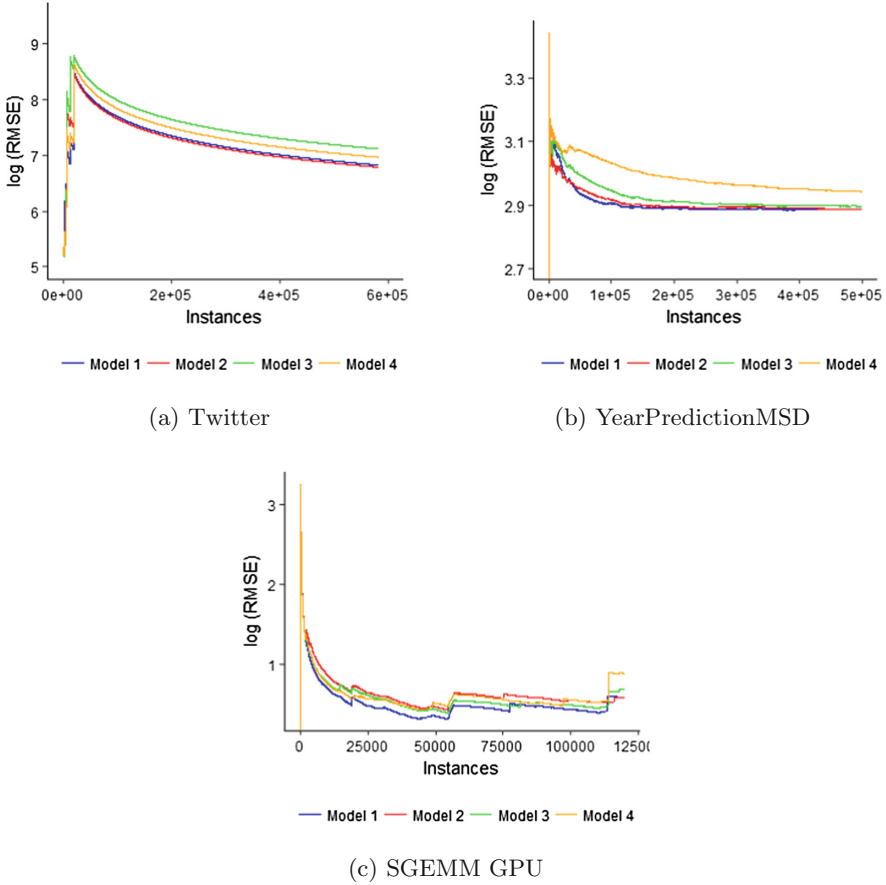 log (RMSE)
9
8
7
6
5
0e+00 2e+05 4e+05 6e+05
Instances
Model 1 Model 2 Model 3 Model 4
(a) Twitter
log (RMSE)
3.3
3.1
2.9
2.7
0e+00 1e+05 2e+05 3e+05 4e+05 5e+05
Instances
Model 1 Model 2 Model 3 Model 4
(b) YearPredictionMSD
log (RMSE)
3
2
1
0 25000 50000 75000 100000 12500
Instances
Model 1 Model 2 Model 3 Model 4
(c) SGEMM GPU